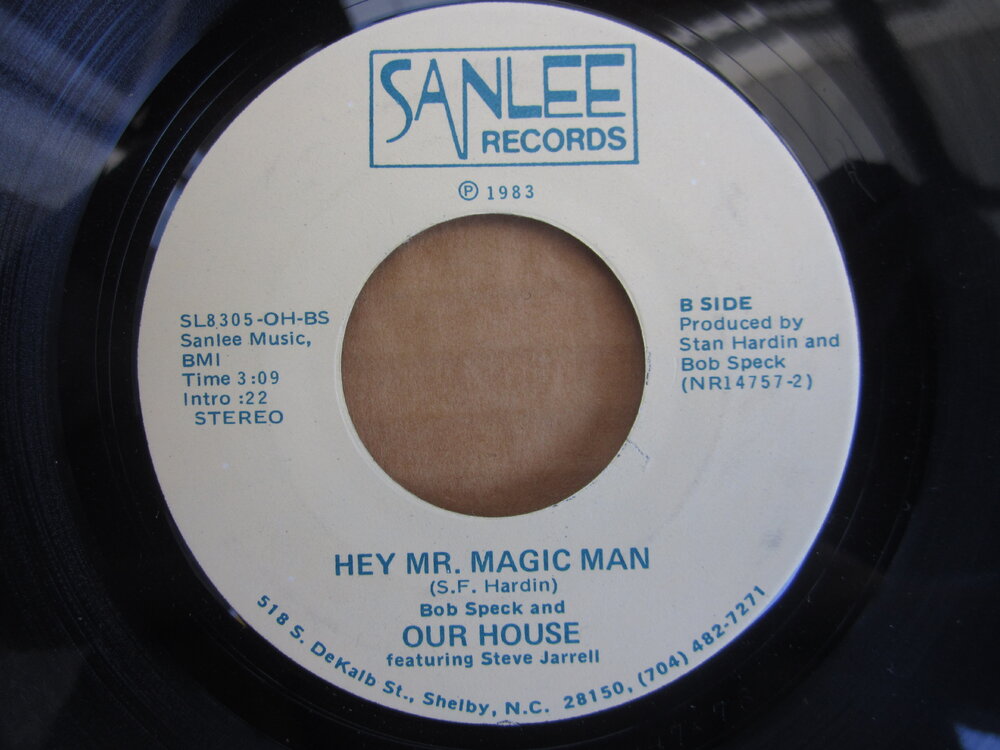 SANLEE
RECORDS
℗ 1983
SL8305-OH-BS
Sanlee Music,
BMI
Time 3:09
Intro :22
STEREO
B SIDE
Produced by
Stan Hardin and
Bob Speck
(NR14757-2)
HEY MR. MAGIC MAN
(S.F. Hardin)
Bob Speck and
OUR HOUSE
featuring Steve Jarrell
518 S. DeKalb St., Shelby, N.C. 28150, (704) 482-7271